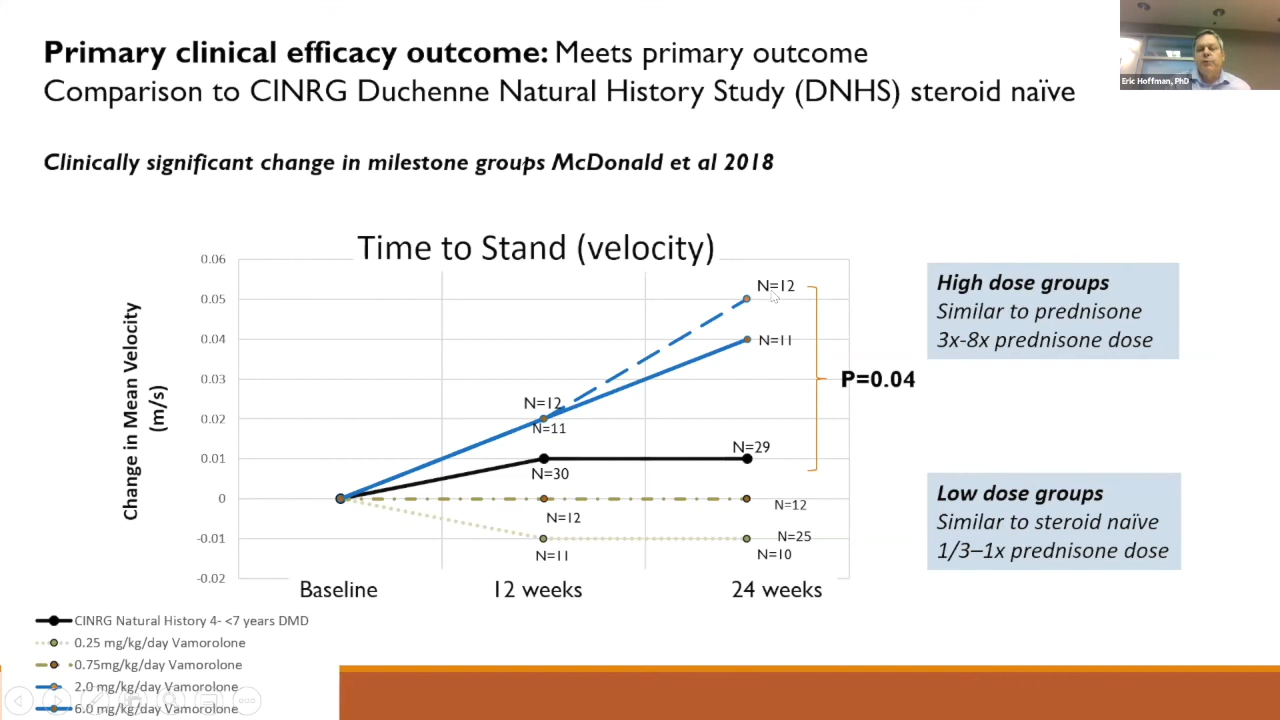 Primary clinical efficacy outcome: Meets primary outcome
Comparison to CINRG Duchenne Natural History Study (DNHS) steroid naïve
Eric Hoffman, PhD
Clinically significant change in milestone groups McDonald et al 2018
Time to Stand (velocity)
Change in Mean Velocity
(m/s)
0.06
0.05
0.04
0.03
0.02
0.01
0
-0.01
-0.02
N=12
N=11
N=12
N=11
N=29
N=30
N=12
N=12
N=25
N=11
N=10
P=0.04
Baseline
12 weeks
24 weeks
High dose groups
Similar to prednisone
3x-8x prednisone dose
Low dose groups
Similar to steroid naïve
1/3–1x prednisone dose
CINRG Natural History 4- <7 years DMD
0.25 mg/kg/day Vamorolone
0.75mg/kg/day Vamorolone
2.0 mg/kg/day Vamorolone
6.0 mg/kg/day Vamorolone